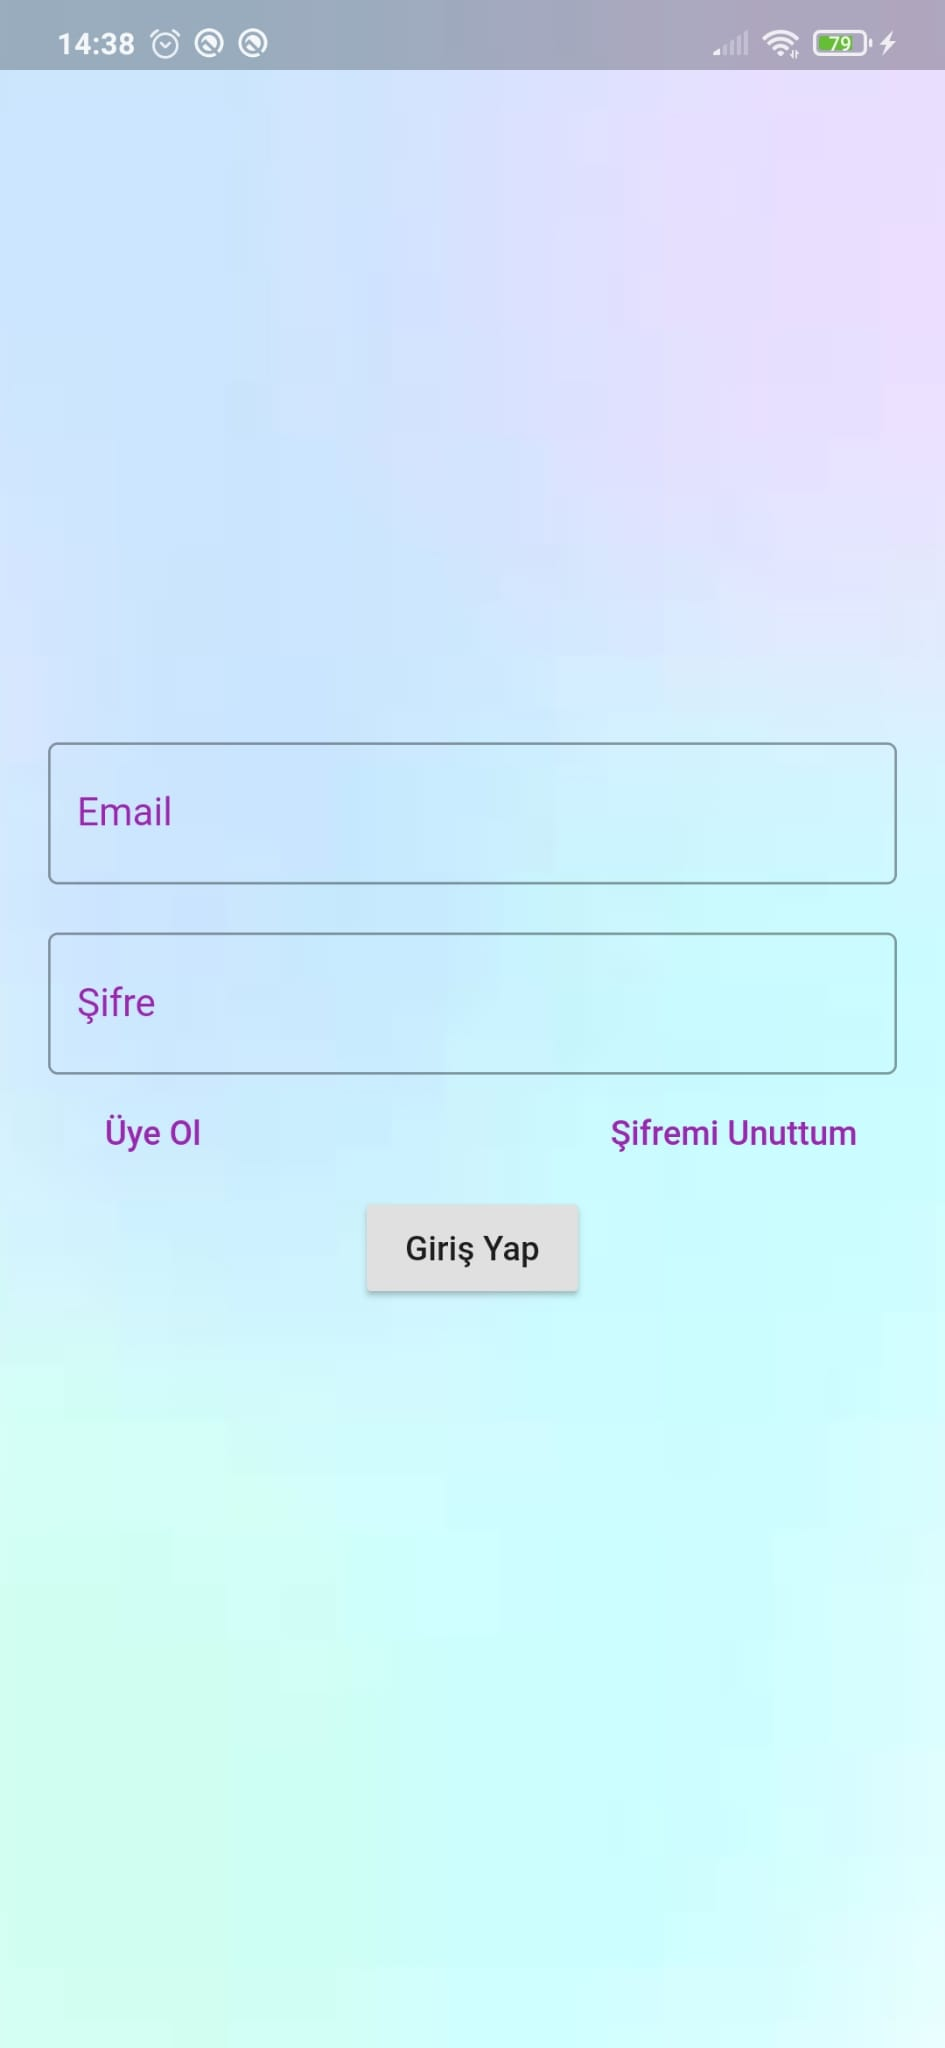 14:38 79
Email
Şifre
Üye Ol Şifremi Unuttum
Giriş Yap